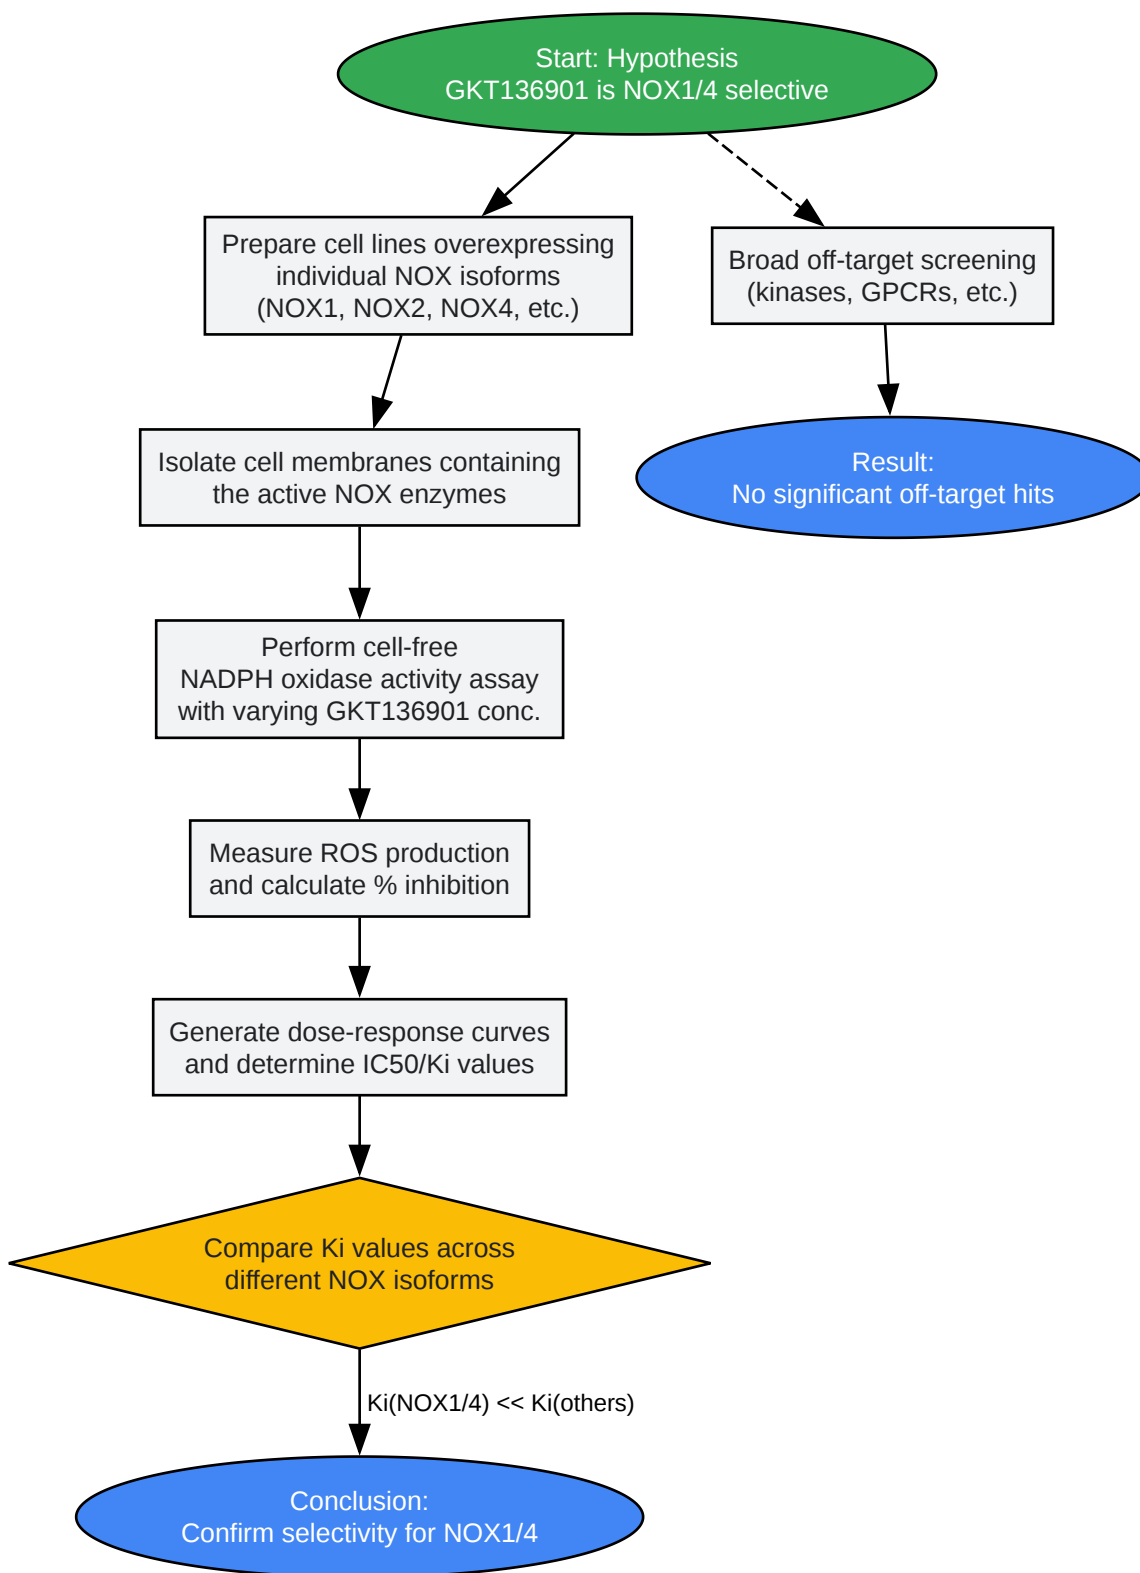 Start: Hypothesis
GKT136901 is NOX1/4 selective
Prepare cell lines overexpressing
individual NOX isoforms
(NOX1, NOX2, NOX4, etc.)
Broad off-target screening
(kinases, GPCRs, etc.)
Isolate cell membranes containing
the active NOX enzymes
Result:
No significant off-target hits
Perform cell-free
NADPH oxidase activity assay
with varying GKT136901 conc.
Measure ROS production
and calculate % inhibition
Generate dose-response curves
and determine IC50/Ki values
Compare Ki values across
different NOX isoforms
Ki(NOX1/4) << Ki(others)
Conclusion:
Confirm selectivity for NOX1/4